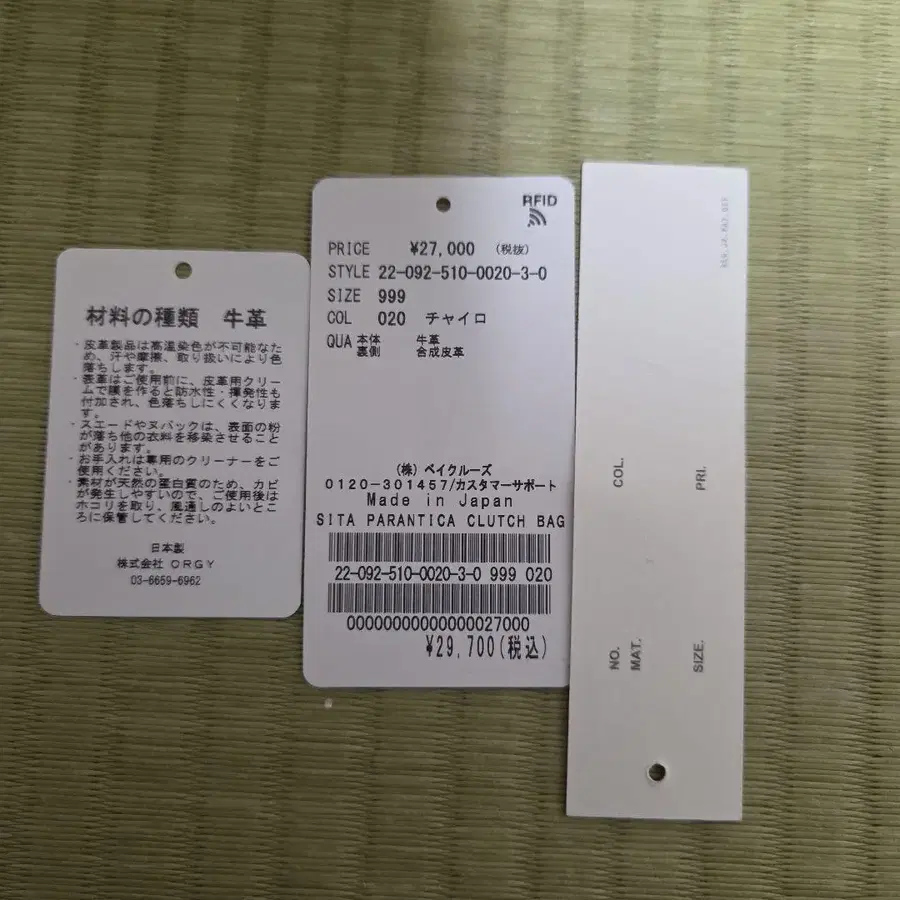 材料の種類 牛革
・皮革製品は高温染色が不可能なた
め、汗や摩擦、取り扱いにより色
落ちします。
・表革はご使用前に、皮革用クリー
ムで膜を作ると防水性・揮発性も
付加され、色落ちしにくくなりま
す。
・スエードやヌバックは、表面の粉
が落ち他の衣料を移染させること
があります。
・お手入れは専用のクリーナーをご
使用ください。
・素材が天然の蛋白質のため、カビ
が発生しやすいので、ご使用後は
ホコリを取り、風通しのよいとこ
ろに保管してください。
日本製
株式会社 ORGY
03-6659-6962
RFID
PRICE ¥27,000 (税抜)
STYLE 22-092-510-0020-3-0
SIZE 999
COL 020 チャイロ
QUA 本体 牛革
裏側 合成皮革
(株) ベイクルーズ
0120-301457/カスタマーサポート
Made in Japan
SITA PARANTICA CLUTCH BAG
22-092-510-0020-3-0 999 020
00000000000000027000
¥29,700(税込)
COL.
PRI.
NO.
MAT.
SIZE.